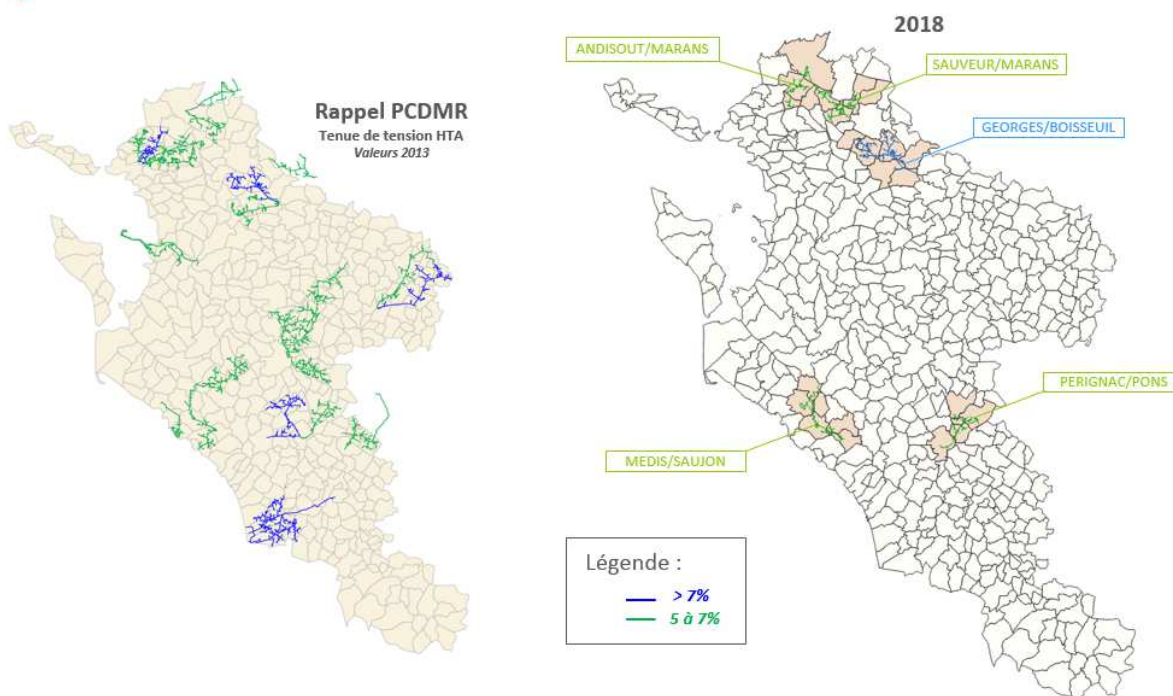 Rappel PCDMR
Tenue de tension HTA
Valeurs 2013
2018
ANDISOUT/MARANS
SAUVEUR/MARANS
GEORGES/BOISSEUIL
PERIGNAC/PONS
MEDIS/SAUJON
Légende :
> 7%
5 à 7%